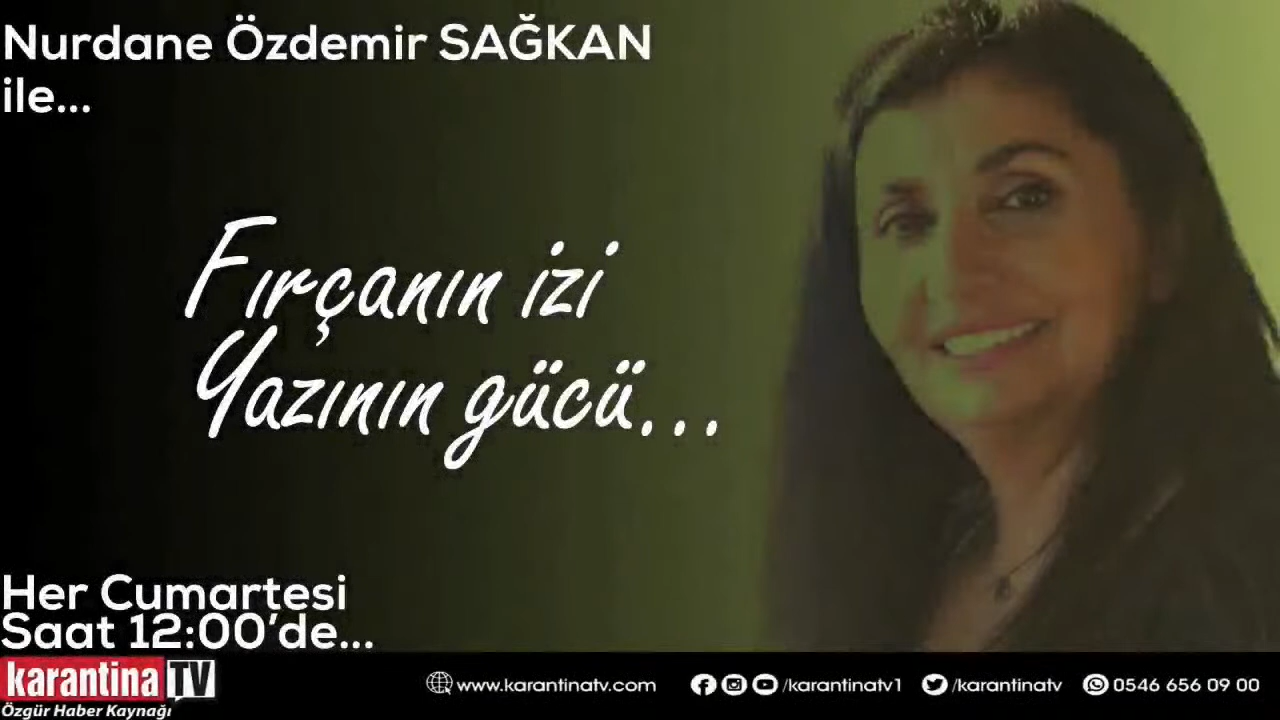 Nurdane Özdemir SAĞKAN
ile...
Fırçanın izi
Yazının gücü...
Her Cumartesi
Saat 12:00'de...
karantina TV
Özgür Haber Kaynağı
www.karantinatv.com
/karantinatv1
/karantinatv
0546 656 09 00